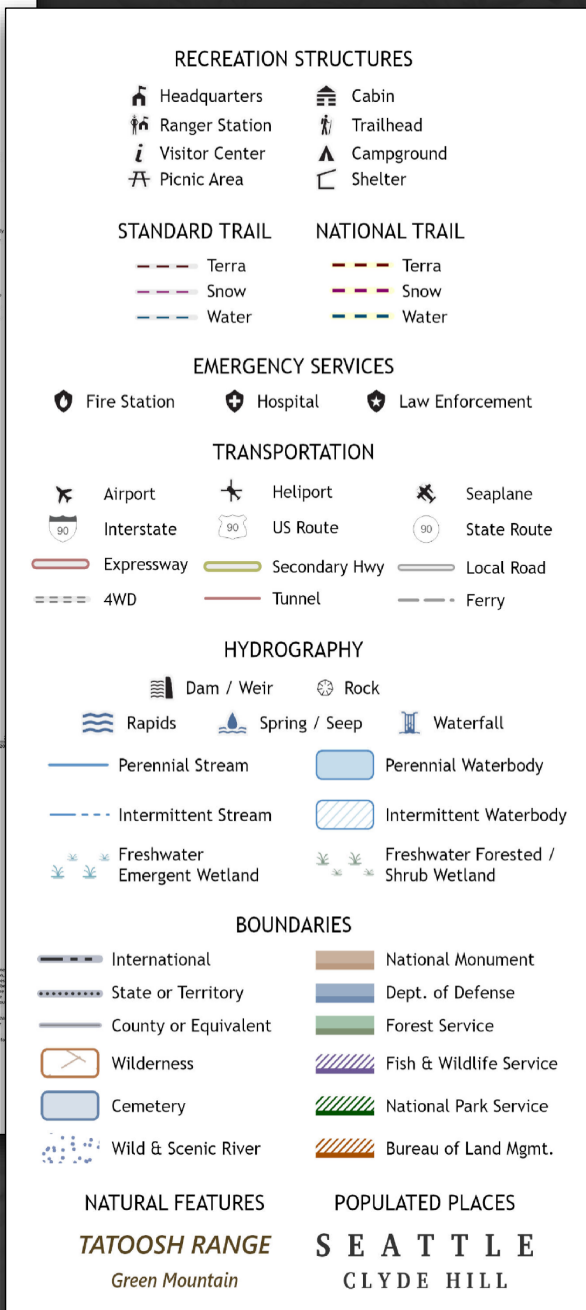 RECREATION STRUCTURES
Headquarters Cabin
Ranger Station Trailhead
Visitor Center Campground
Picnic Area Shelter
STANDARD TRAIL NATIONAL TRAIL
Terra Terra
Snow Snow
Water Water
EMERGENCY SERVICES
Fire Station Hospital Law Enforcement
TRANSPORTATION
Airport Heliport Seaplane
90 Interstate 90 US Route 90 State Route
Expressway Secondary Hwy Local Road
4WD Tunnel Ferry
HYDROGRAPHY
Dam / Weir Rock
Rapids Spring / Seep Waterfall
Perennial Stream Perennial Waterbody
Intermittent Stream Intermittent Waterbody
Freshwater Freshwater Forested /
Emergent Wetland Shrub Wetland
BOUNDARIES
International National Monument
State or Territory Dept. of Defense
County or Equivalent Forest Service
Wilderness Fish & Wildlife Service
Cemetery National Park Service
Wild & Scenic River Bureau of Land Mgmt.
NATURAL FEATURES POPULATED PLACES
TATOOSH RANGE SEATTLE
Green Mountain CLYDE HILL